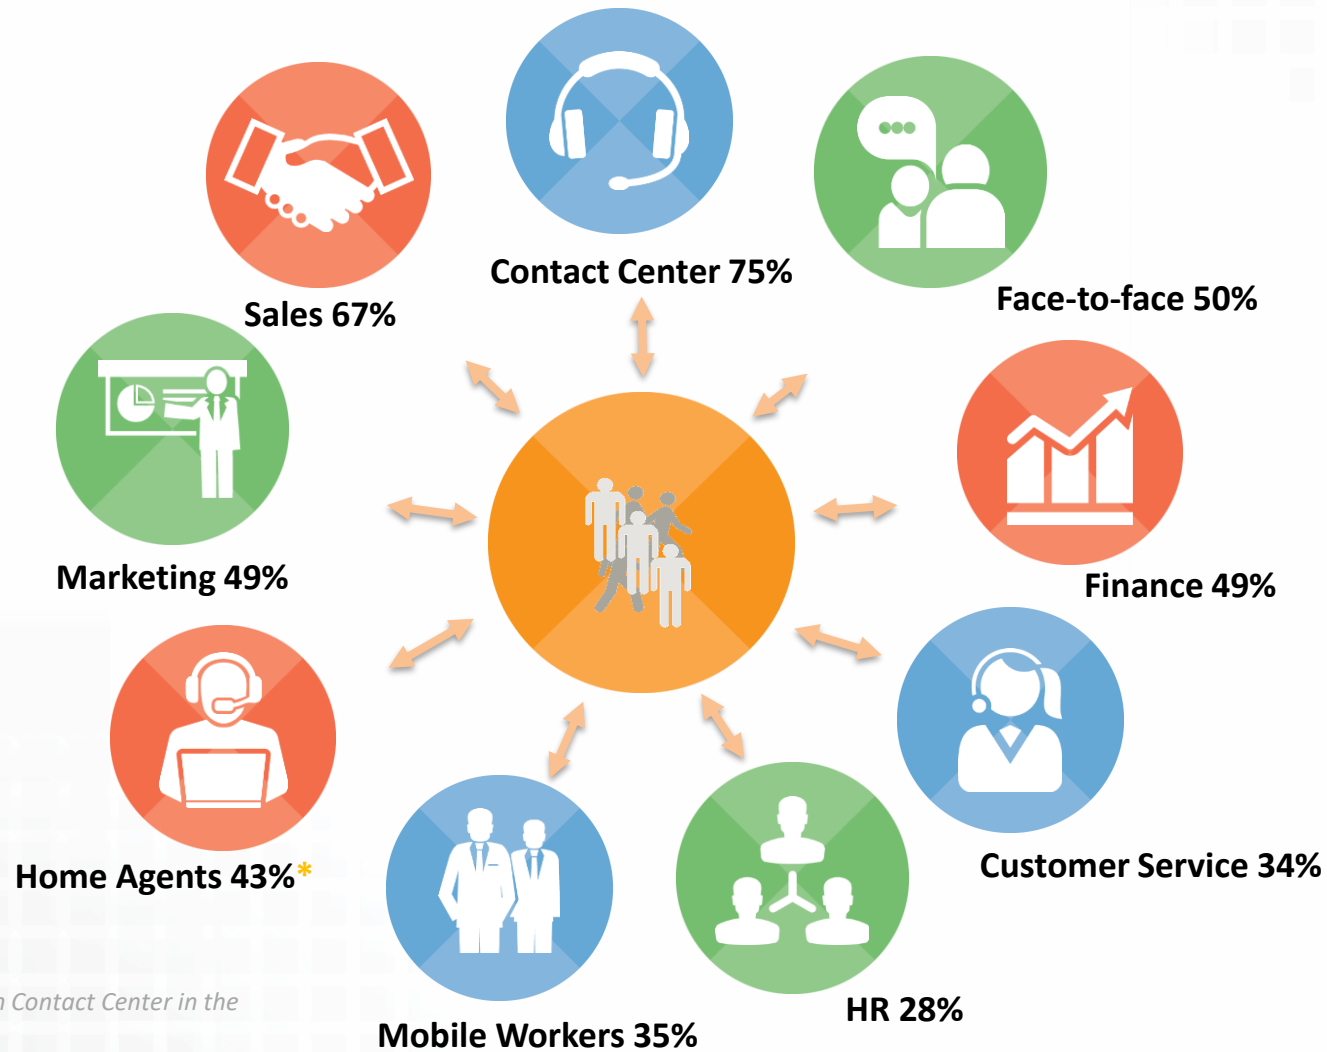 Contact Center 75%
Sales 67%
Face-to-face 50%
Marketing 49%
Finance 49%
Home Agents 43%*
Customer Service 34%
Mobile Workers 35%
HR 28%
Contact Center in the